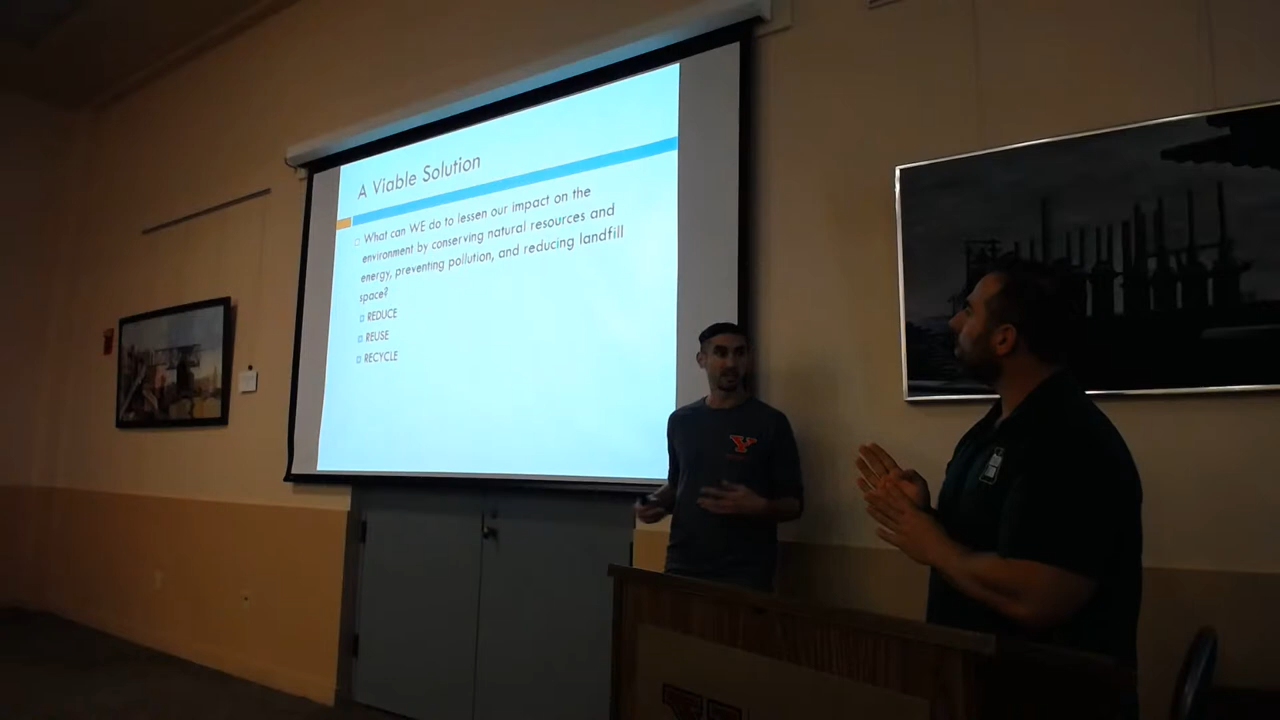 A Viable Solution
What can WE do to lessen our impact on the
environment by conserving natural resources and
energy, preventing pollution, and reducing landfill
space?
REDUCE
REUSE
RECYCLE
Y